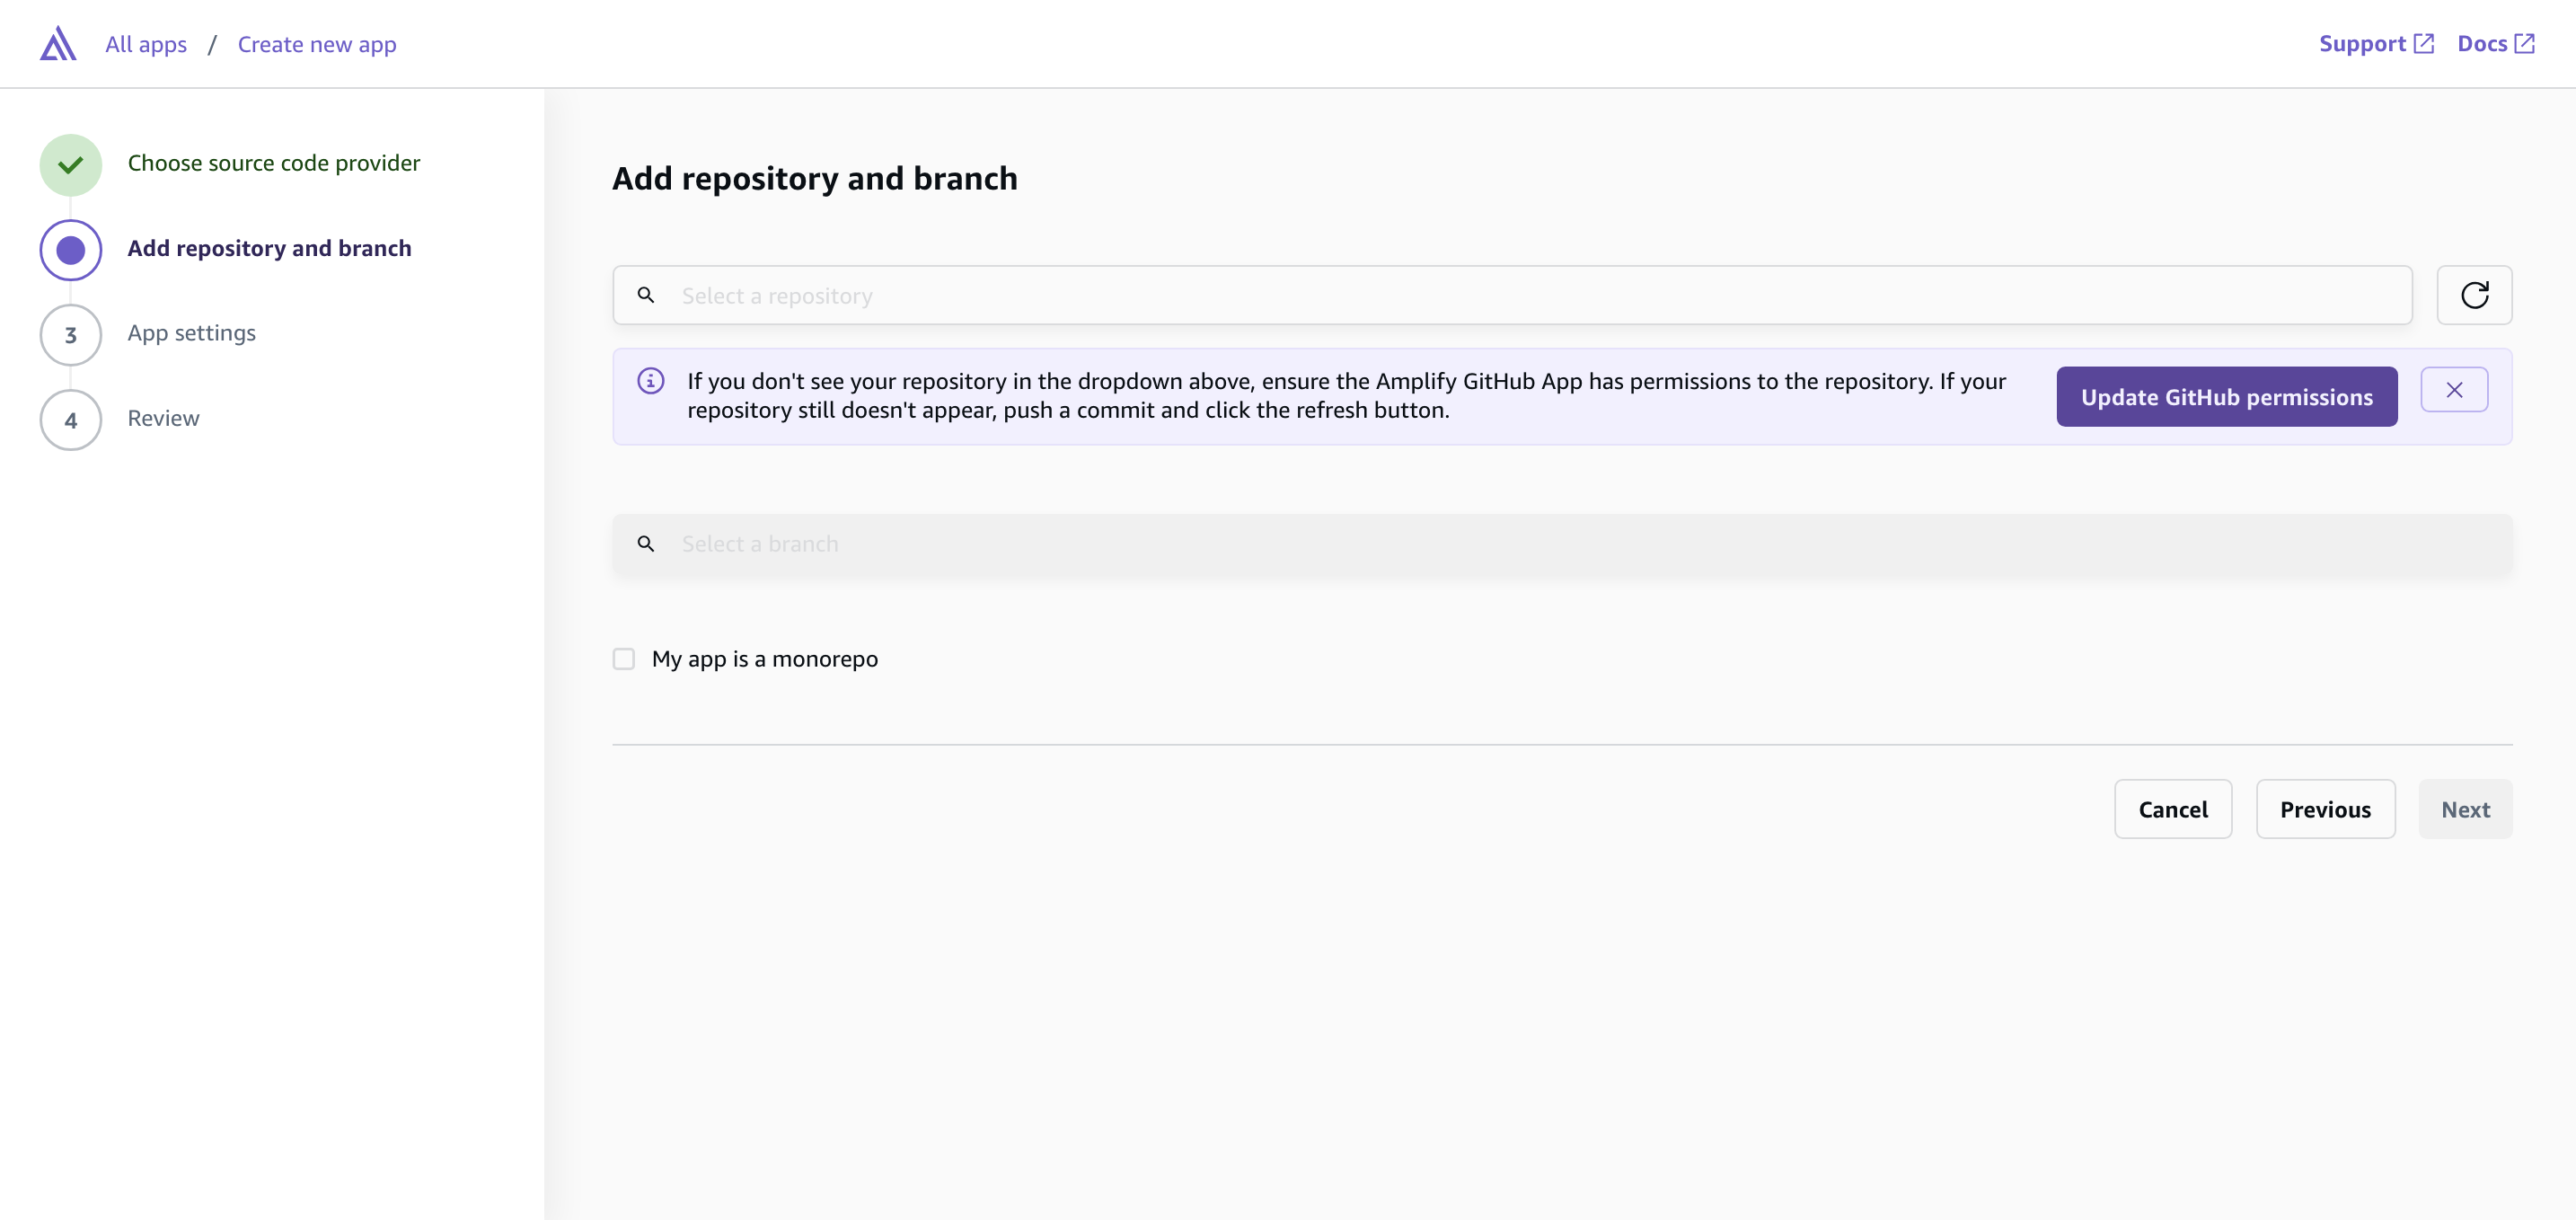 All apps / Create new app
Support
Docs
Choose source code provider
Add repository and branch
3 App settings
4 Review
Add repository and branch
Select a repository
If you don't see your repository in the dropdown above, ensure the Amplify GitHub App has permissions to the repository. If your
repository still doesn't appear, push a commit and click the refresh button.
Update GitHub permissions
Select a branch
My app is a monorepo
Cancel
Previous
Next